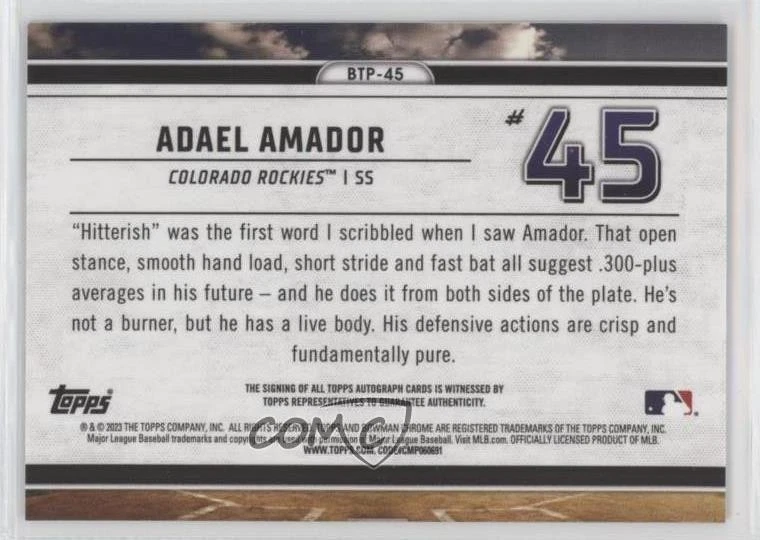 BTP-45
ADAEL AMADOR
# 45
COLORADO ROCKIES™ | SS
“Hitterish” was the first word I scribbled when I saw Amador. That open
stance, smooth hand load, short stride and fast bat all suggest .300-plus
averages in his future – and he does it from both sides of the plate. He’s
not a burner, but he has a live body. His defensive actions are crisp and
fundamentally pure.
Topps
THE SIGNING OF ALL TOPPS AUTOGRAPH CARDS IS WITNESSED BY
TOPPS REPRESENTATIVES TO GUARANTEE AUTHENTICITY.
® & © 2023 THE TOPPS COMPANY, INC. ALL RIGHTS RESERVED. TOPPS AND BOWMAN CHROME ARE REGISTERED TRADEMARKS OF THE TOPPS COMPANY, INC.
Major League Baseball trademarks and copyrights are used with permission of Major League Baseball. Visit MLB.com. OFFICIALLY LICENSED PRODUCT OF MLB.
WWW.TOPPS.COM. CODE#CMP060691
COMC